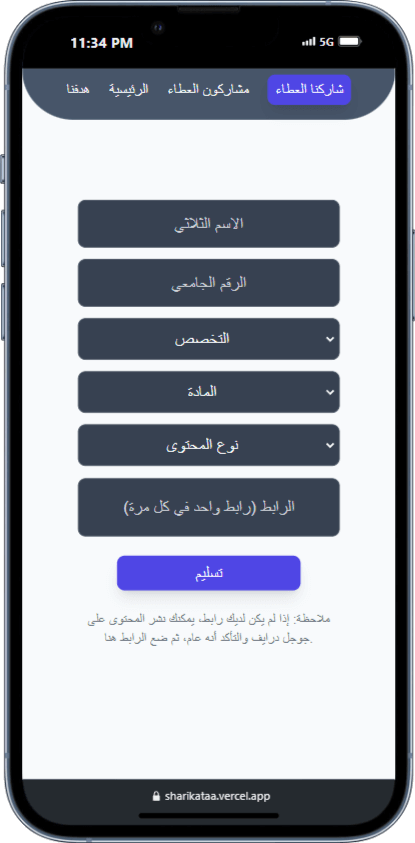 11:34 PM 5G
شاركنا العطاء مشاركون العطاء الرئيسية هدفنا
الاسم الثلاثي
الرقم الجامعي
التخصص
المادة
نوع المحتوى
الرابط (رابط واحد في كل مرة)
تسليم
ملاحظة: إذا لم يكن لديك رابط، يمكنك نشر المحتوى على
جوجل درايف والتأكد أنه عام، ثم ضع الرابط هنا.
sharikataa.vercel.app